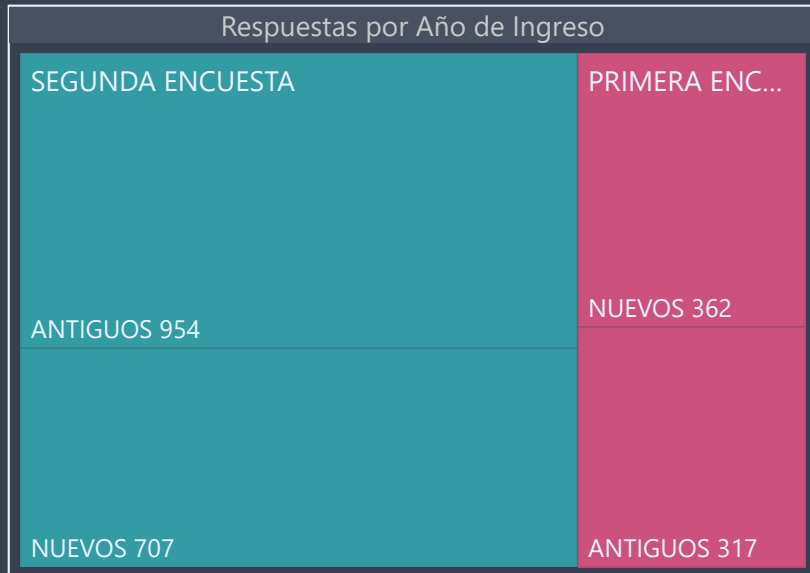 Respuestas por Año de Ingreso
SEGUNDA ENCUESTA
ANTIGUOS 954
NUEVOS 707
PRIMERA ENC...
NUEVOS 362
ANTIGUOS 317